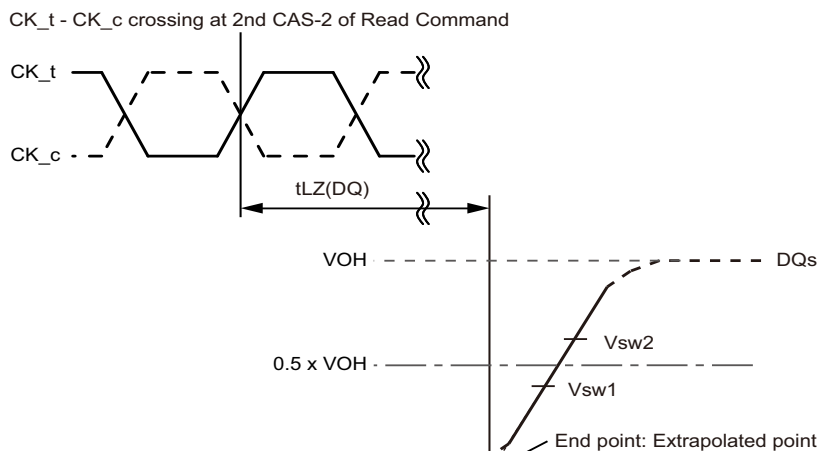 CK_t - CK_c crossing at 2nd CAS-2 of Read Command
CK_t
CK_c
tLZ(DQ)
VOH
DQs
Vsw2
0.5 x VOH
Vsw1
End point: Extrapolated point